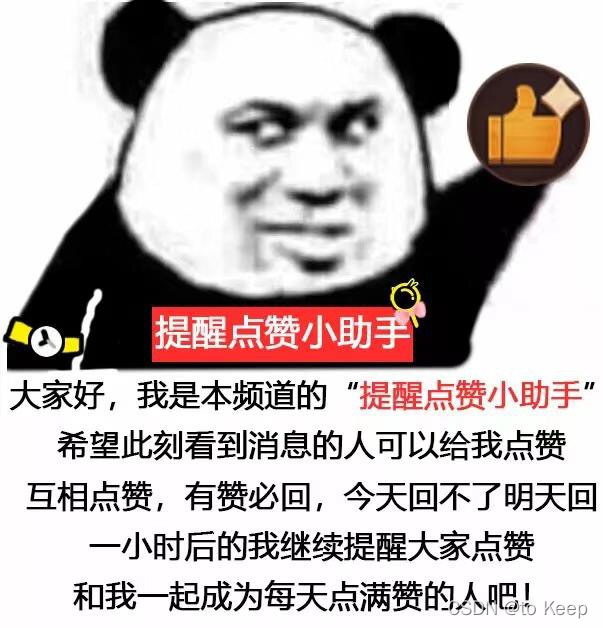 提醒点赞小助手
大家好，我是本频道的“提醒点赞小助手”
希望此刻看到消息的人可以给我点赞
互相点赞，有赞必回，今天回不了明天回
一小时后的我继续提醒大家点赞
和我一起成为每天点满赞的人吧！
CSDN @to Keep